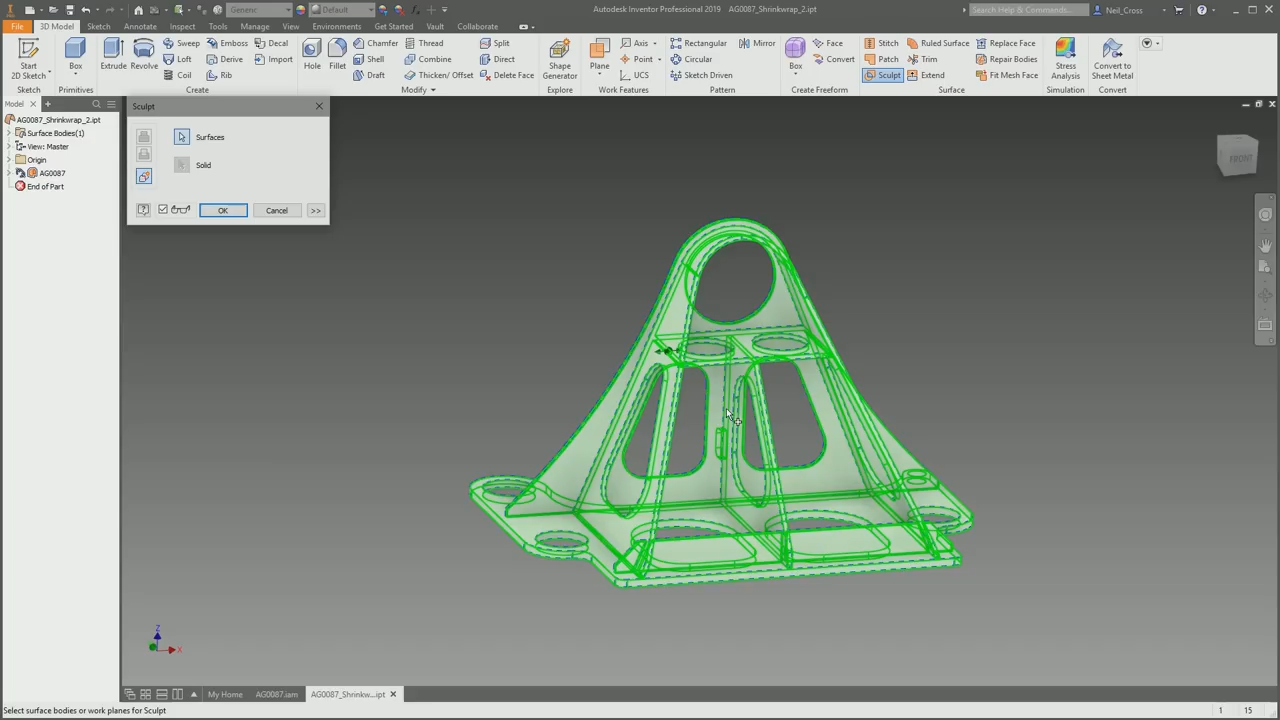 Generic Default Autodesk Inventor Professional 2019 AG0087_Shrinkwrap_2.ipt Search Help & Commands... Neil_Cross
File 3D Model Sketch Annotate Inspect Tools Manage View Environments Get Started Vault Collaborate
Start 2D Sketch
Box
Extrude Revolve
Sweep Emboss Decal
Loft Derive Import
Coil Rib
Hole Fillet
Chamfer Thread Split
Shell Combine Direct
Draft Thicken/ Offset Delete Face
Shape Generator
Plane
Axis
Point
UCS
Rectangular Mirror
Circular
Sketch Driven
Box
Face
Convert
Stitch Ruled Surface Replace Face
Patch Trim Repair Bodies
Sculpt Extend Fit Mesh Face
Stress Analysis
Convert to Sheet Metal
Sketch Primitives Create Modify Explore Work Features Pattern Create Freeform Surface Simulation Convert
Model
AG0087_Shrinkwrap_2.ipt
Surface Bodies(1)
View: Master
Origin
AG0087
End of Part
Sculpt
Surfaces
Solid
OK Cancel >>
FRONT
Z
X
My Home AG0087.iam AG0087_Shrinkw...ipt
Select surface bodies or work planes for Sculpt 1 15